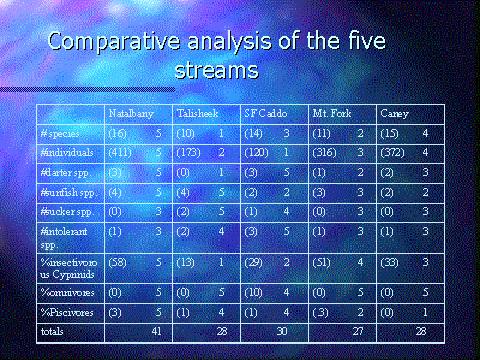 Comparative analysis of the five
streams
Natalbany Talisheek SF Caddo Mt. Fork Caney
# species (16) 5 (10) 1 (14) 3 (11) 2 (15) 4
#individuals (411) 5 (173) 2 (120) 1 (316) 3 (372) 4
#darter spp. (3) 5 (0) 1 (3) 5 (1) 2 (2) 3
#sunfish spp. (4) 5 (4) 5 (2) 2 (3) 3 (2) 2
#sucker spp. (0) 3 (2) 5 (1) 4 (0) 3 (0) 3
#intolerant (1) 3 (2) 4 (3) 5 (1) 3 (1) 3
spp.
%insectivoro (58) 5 (13) 1 (29) 2 (51) 4 (33) 3
us Cyprinids
%omnivores (0) 5 (0) 5 (10) 4 (0) 5 (0) 5
%Piscivores (3) 5 (1) 4 (1) 4 (.3) 2 (0) 1
totals 41 28 30 27 28